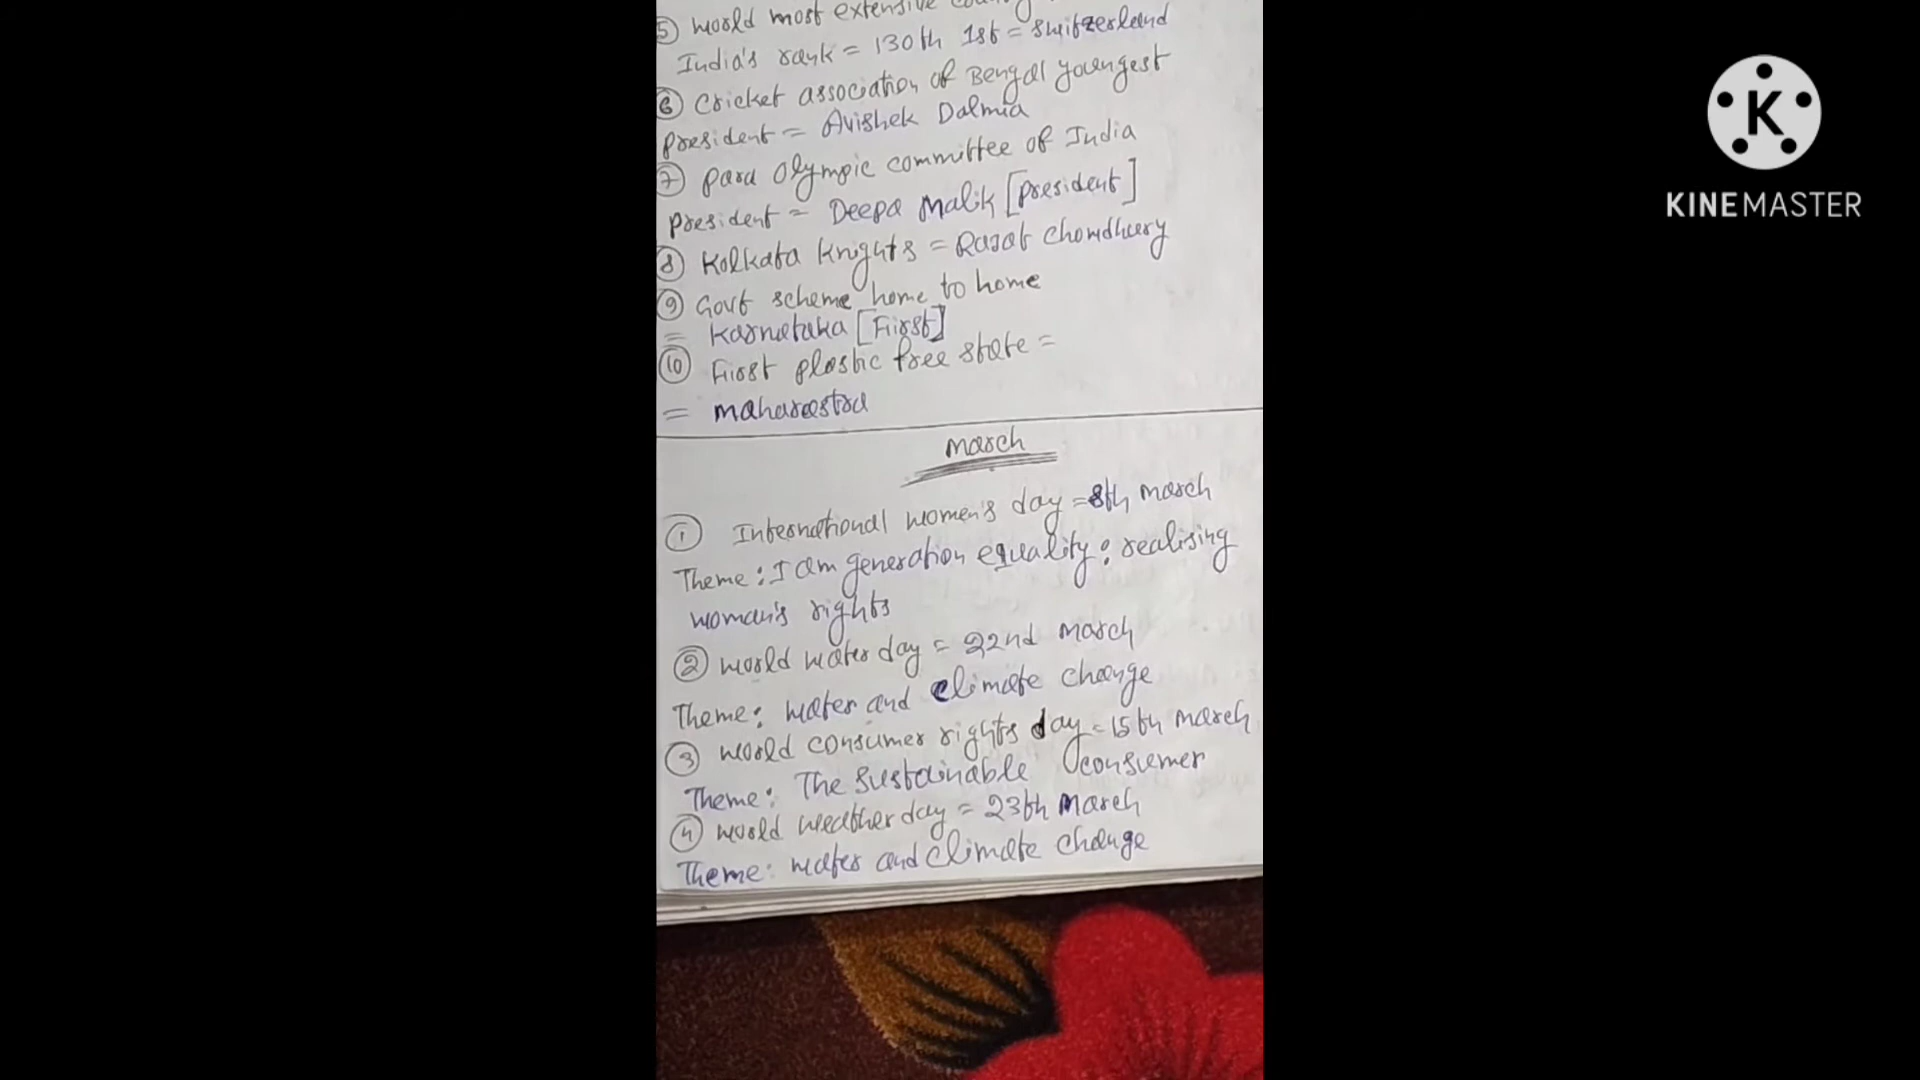 5 world most extensive
India's rank = 130th 1st = Switzerland
6 Cricket association of Bengal youngest
president = Avishek Dalmia
7 para Olympic committee of India
president = Deepa Malik [president]
8 Kolkata knights = Rajat Chowdhury
9 Govt scheme home to home
= Karnataka [First]
10 First plastic free state =
= maharastra
March
1 International women's day = 8th march
Theme: I am generation equality: realising
woman's rights
2 world water day = 22nd march
Theme: water and climate change
3 world consumer rights day = 15th march
Theme: The sustainable consumer
4 world weather day = 23th March
Theme: water and climate change
K
KINEMASTER